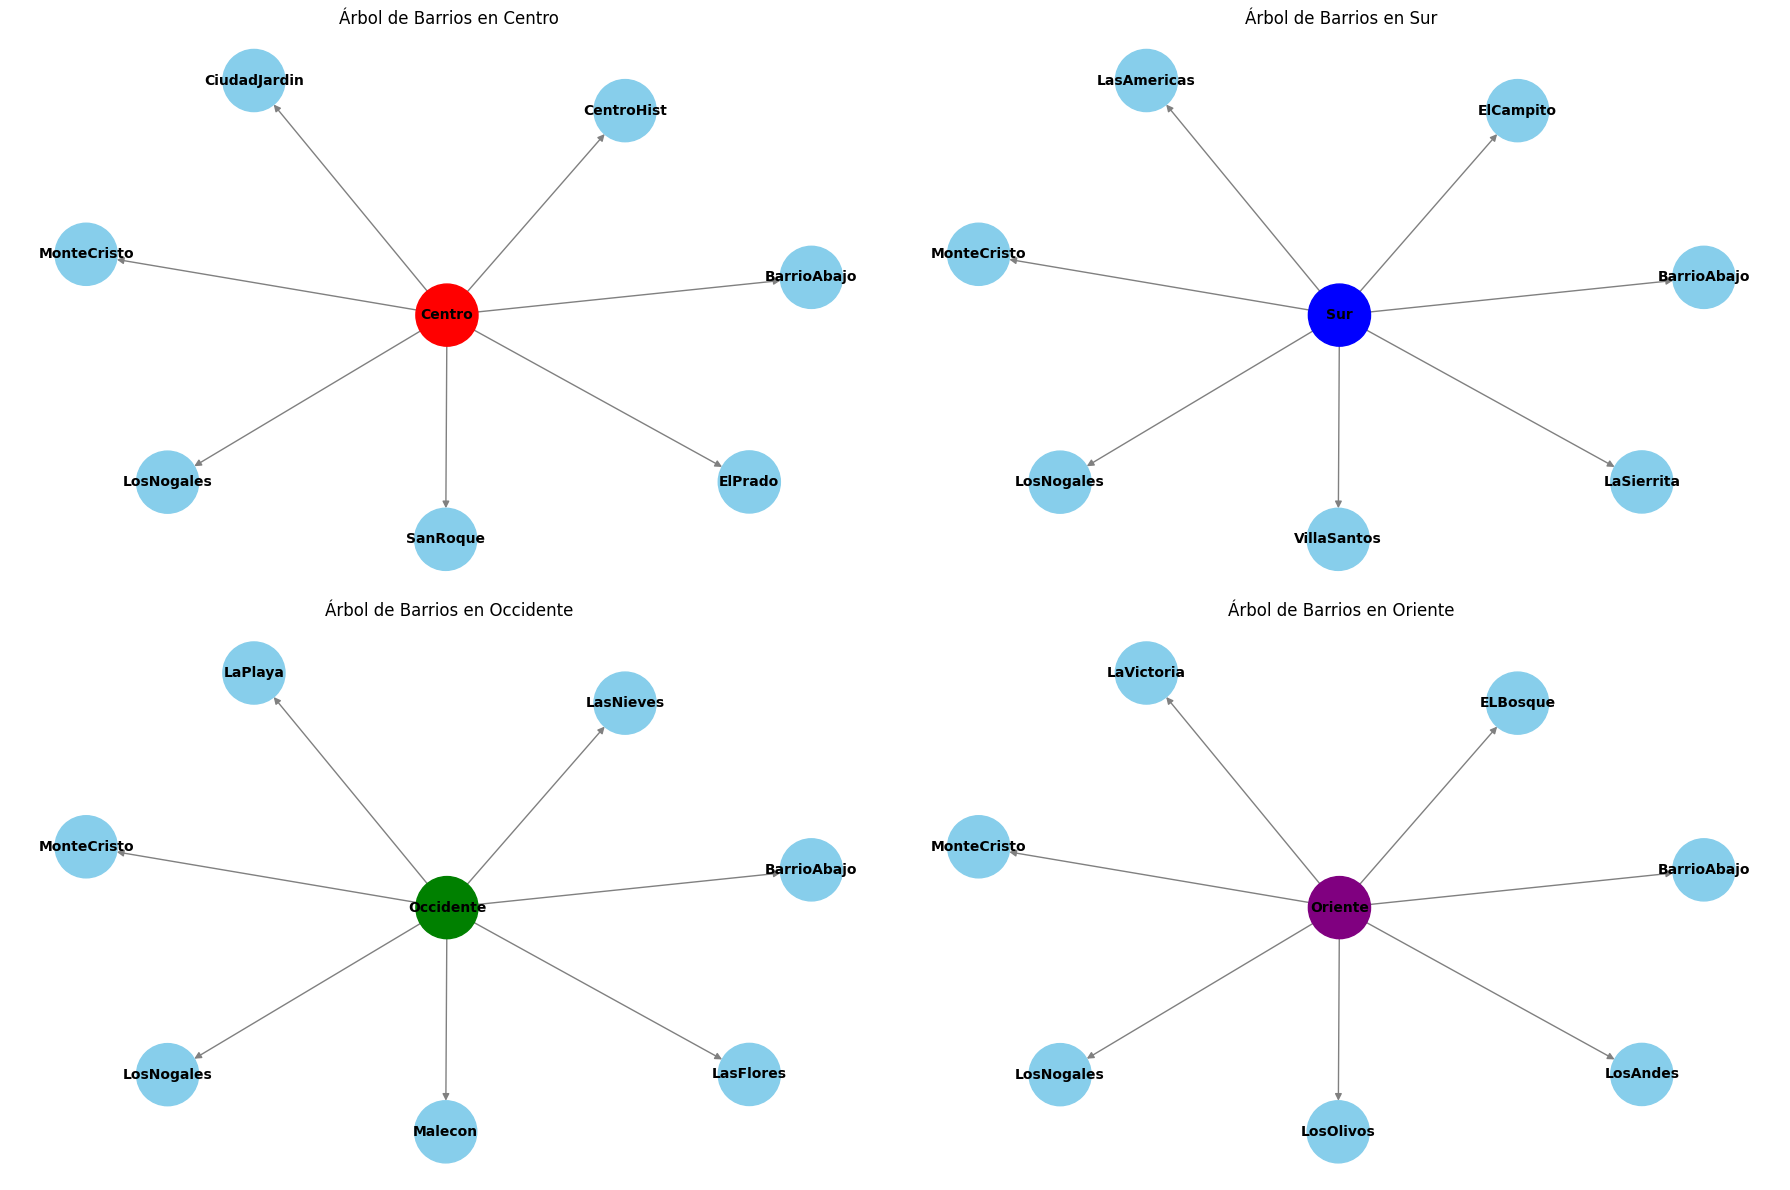 Árbol de Barrios en Centro
CiudadJardin
CentroHist
MonteCristo
BarrioAbajo
Centro
LosNogales
ElPrado
SanRoque
Árbol de Barrios en Sur
LasAmericas
ElCampito
MonteCristo
BarrioAbajo
Sur
LosNogales
LaSierrita
VillaSantos
Árbol de Barrios en Occidente
LaPlaya
LasNieves
MonteCristo
BarrioAbajo
Occidente
LosNogales
LasFlores
Malecon
Árbol de Barrios en Oriente
LaVictoria
ELBosque
MonteCristo
BarrioAbajo
Oriente
LosNogales
LosAndes
LosOlivos